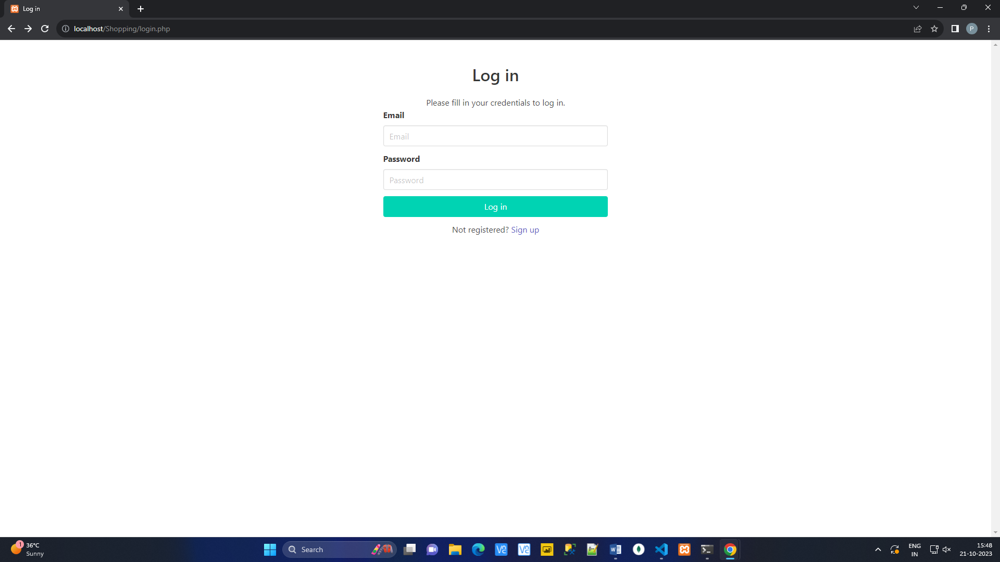 Log in
localhost/Shopping/login.php
P
Log in
Please fill in your credentials to log in.
Email
Email
Password
Password
Log in
Not registered? Sign up
1
36°C
Sunny
Search
ENG
IN
15:48
21-10-2023